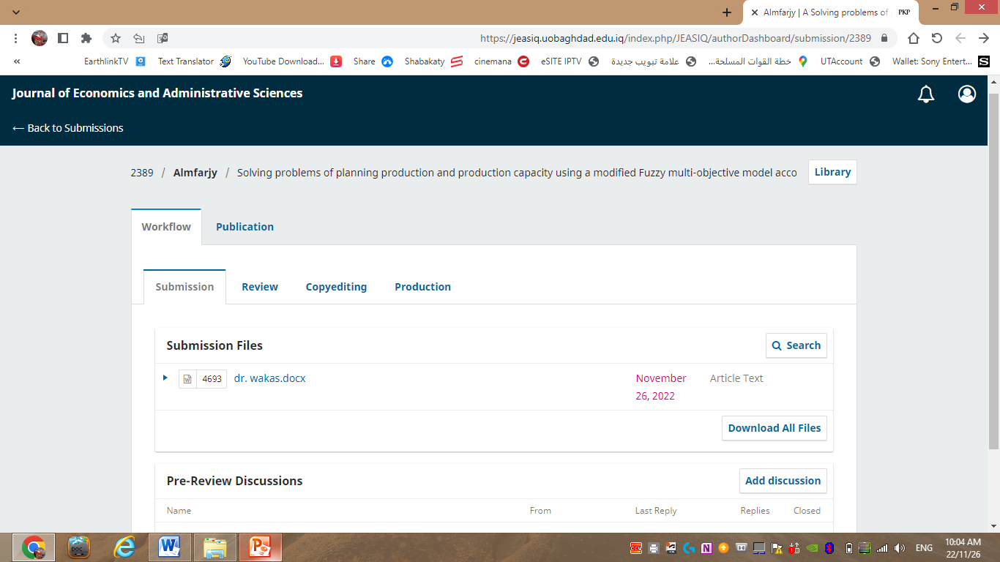 Almfarjy | A Solving problems of
PKP
https://jeasiq.uobaghdad.edu.iq/index.php/JEASIQ/authorDashboard/submission/2389
EarthlinkTV
Text Translator
YouTube Download...
Share
Shabakaty
cinemana
eSITE IPTV
علامة تبويب جديدة
خطة القوات المسلحة...
UTAccount
Wallet: Sony Entert...
Journal of Economics and Administrative Sciences
← Back to Submissions
2389 / Almfarjy / Solving problems of planning production and production capacity using a modified Fuzzy multi-objective model acco
Library
Workflow
Publication
Submission
Review
Copyediting
Production
Submission Files
Search
4693
dr. wakas.docx
November
26, 2022
Article Text
Download All Files
Pre-Review Discussions
Add discussion
Name
From
Last Reply
Replies
Closed
DOC
ENG
10:04 AM
22/11/26